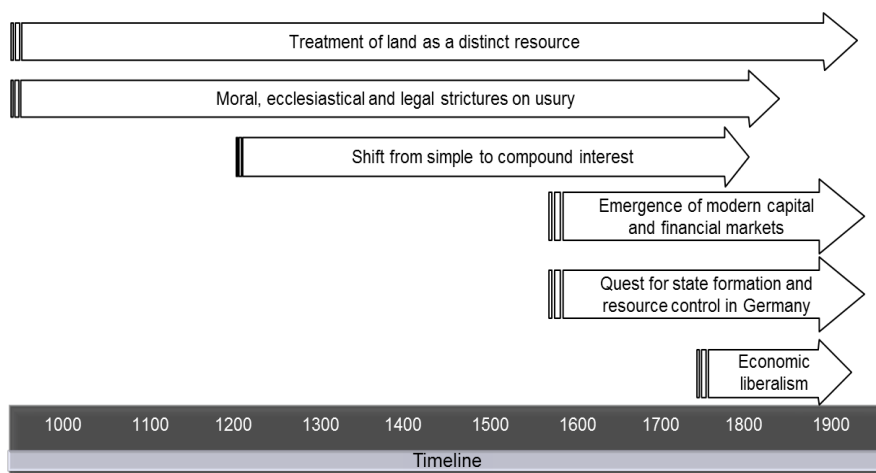 Treatment of land as a distinct resource
Moral, ecclesiastical and legal strictures on usury
Shift from simple to compound interest
Emergence of modern capital
and financial markets
Quest for state formation and
resource control in Germany
Economic
liberalism
1000 1100 1200 1300 1400 1500 1600 1700 1800 1900
Timeline